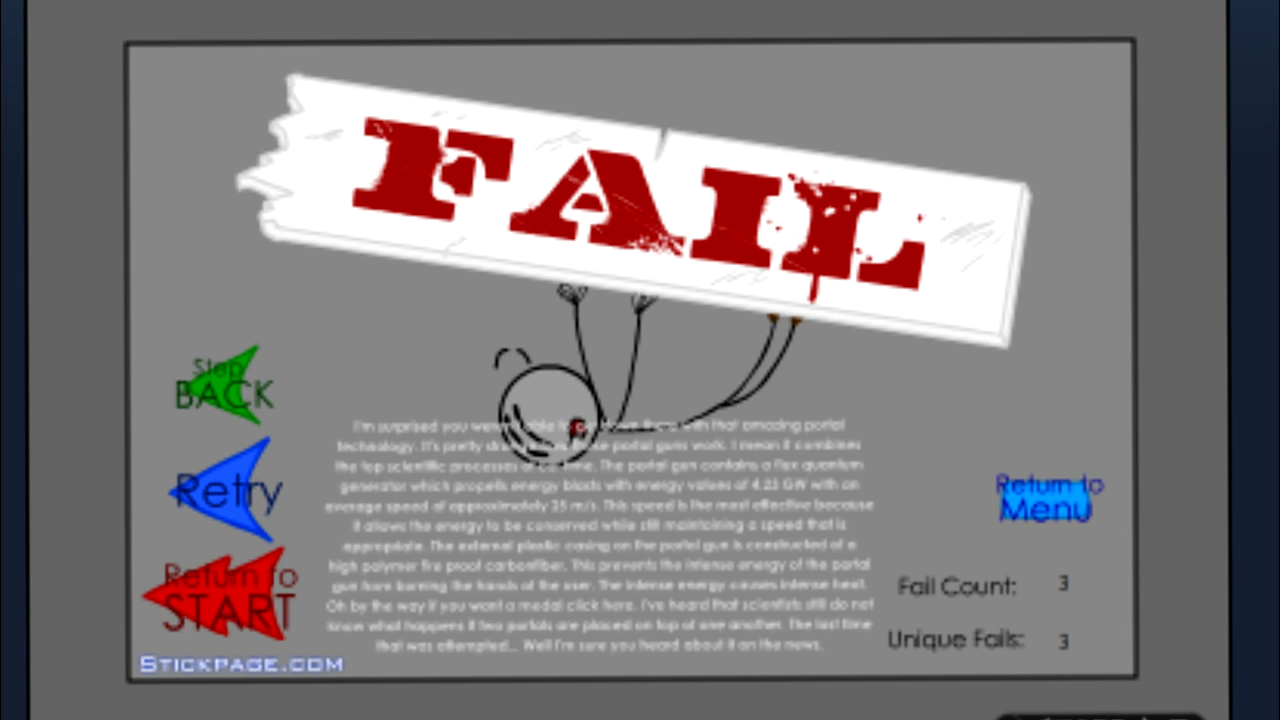 FAIL
Step
BACK
Retry
Return to
START
STICKPAGE.COM
I'm surprised you weren't able to get down there with that amazing portal
technology. It's pretty strange how those portal guns work. I mean it combines
the top scientific processes of our time. The portal gun contains a flux quantum
generator which propells energy blasts with energy values of 4.23 GW with an
average speed of approximately 25 m/s. This speed is the most effective because
it allows the energy to be conserved while still maintaining a speed that is
appropriate. The external plastic casing on the portal gun is constructed of a
high polymer fire proof carbonfiber. This prevents the intense energy of the portal
gun from burning the hands of the user. The intense energy causes intense heat.
Oh by the way if you want a medal click here. I've heard that scientists still do not
know what happens if two portals are placed on top of one another. The last time
that was attempted... Well I'm sure you heard about it on the news.
Return to
Menu
Fail Count: 3
Unique Fails: 3